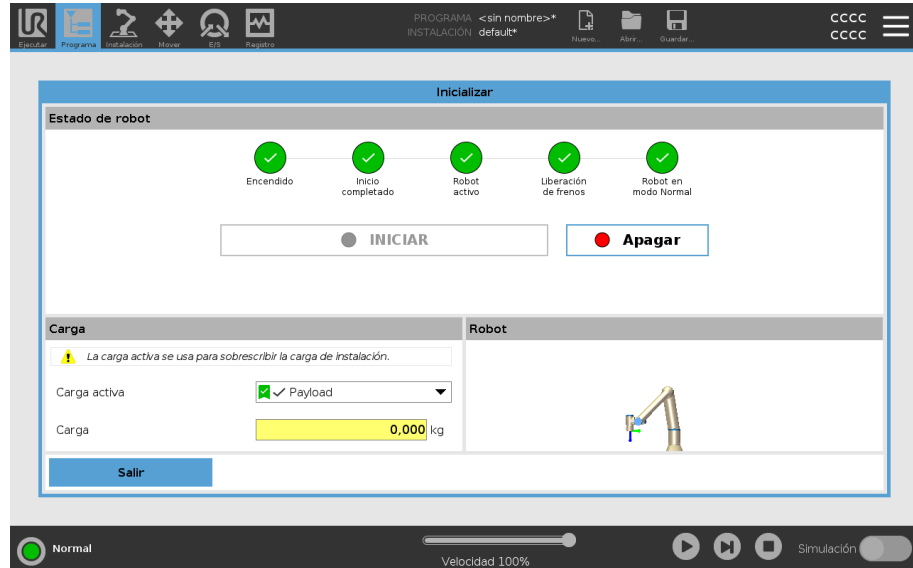 UR
PROGRAMA <sin nombre>*
INSTALACIÓN default*
cccc
cccc
Ejecutar Programa Instalación Mover E/S Registro Nuevo... Abrir... Guardar...
Inicializar
Estado de robot
Encendido
Inicio completado
Robot activo
Liberación de frenos
Robot en modo Normal
INICIAR
Apagar
Carga
Robot
La carga activa se usa para sobrescribir la carga de instalación.
Carga activa Payload
Carga 0,000 kg
Salir
Normal
Velocidad 100%
Simulación